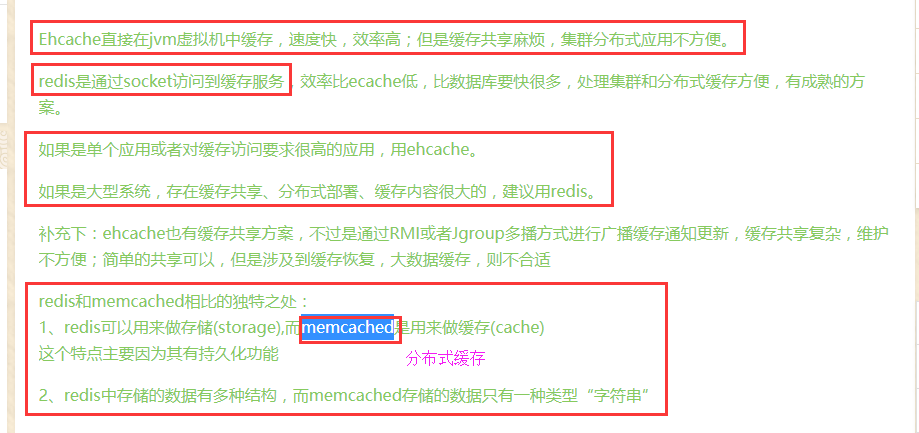 Ehcache直接在jvm虚拟机中缓存，速度快，效率高；但是缓存共享麻烦，集群分布式应用不方便。
redis是通过socket访问到缓存服务，效率比ecache低，比数据库要快很多，处理集群和分布式缓存方便，有成熟的方
案。
如果是单个应用或者对缓存访问要求很高的应用，用ehcache。
如果是大型系统，存在缓存共享、分布式部署、缓存内容很大的，建议用redis。
补充下：ehcache也有缓存共享方案，不过是通过RMI或者Jgroup多播方式进行广播缓存通知更新，缓存共享复杂，维护
不方便；简单的共享可以，但是涉及到缓存恢复，大数据缓存，则不合适
redis和memcached相比的独特之处：
1、redis可以用来做存储(storage),而memcached是用来做缓存(cache)
这个特点主要因为其有持久化功能
分布式缓存
2、redis中存储的数据有多种结构，而memcached存储的数据只有一种类型“字符串”